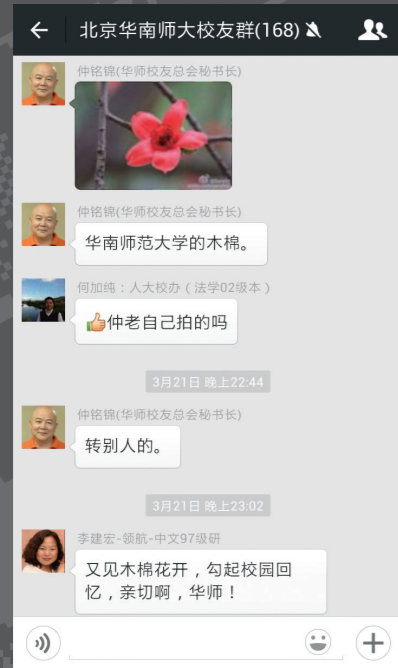 北京华南师大校友群(168)
仲铭锦(华师校友总会秘书长)
仲铭锦(华师校友总会秘书长)
华南师范大学的木棉。
何加纯：人大校办（法学02级本）
👍仲老自己拍的吗
3月21日 晚上22:44
仲铭锦(华师校友总会秘书长)
转别人的。
3月21日 晚上23:02
李建宏-领航-中文97级研
又见木棉花开，勾起校园回
忆，亲切啊，华师！